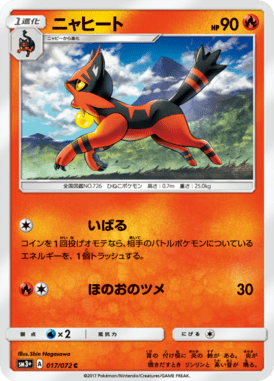 1進化
ニャヒート
HP 90
ニャビーから進化
全国図鑑NO.726 ひねこポケモン 高さ:0.7m 重さ:25.0kg
いばる
コインを1回投げオモテなら、相手のバトルポケモンについている
エネルギーを、1個トラッシュする。
ほのおのツメ 30
弱点 ×2 抵抗力 にげる
Illus. Shin Nagasawa
SM3+ A 017/072 C
©2017 Pokémon/Nintendo/Creatures/GAME FREAK.